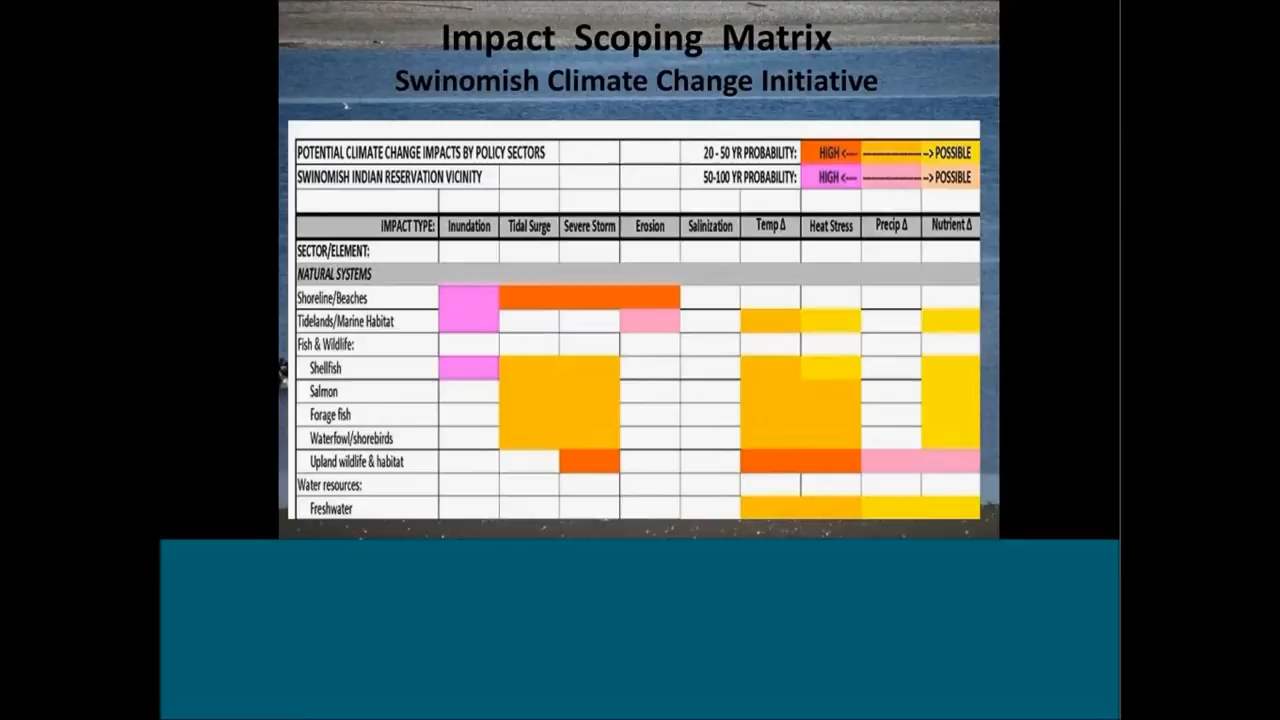 Impact Scoping Matrix
Swinomish Climate Change Initiative
POTENTIAL CLIMATE CHANGE IMPACTS BY POLICY SECTORS 20 - 50 YR PROBABILITY: HIGH <--- ---------------- --> POSSIBLE
SWINOMISH INDIAN RESERVATION VICINITY 50-100 YR PROBABILITY: HIGH <--- ---------------- --> POSSIBLE
IMPACT TYPE: Inundation Tidal Surge Severe Storm Erosion Salinization Temp Δ Heat Stress Precip Δ Nutrient Δ
SECTOR/ELEMENT:
NATURAL SYSTEMS
Shoreline/Beaches
Tidelands/Marine Habitat
Fish & Wildlife:
Shellfish
Salmon
Forage fish
Waterfowl/shorebirds
Upland wildlife & habitat
Water resources:
Freshwater